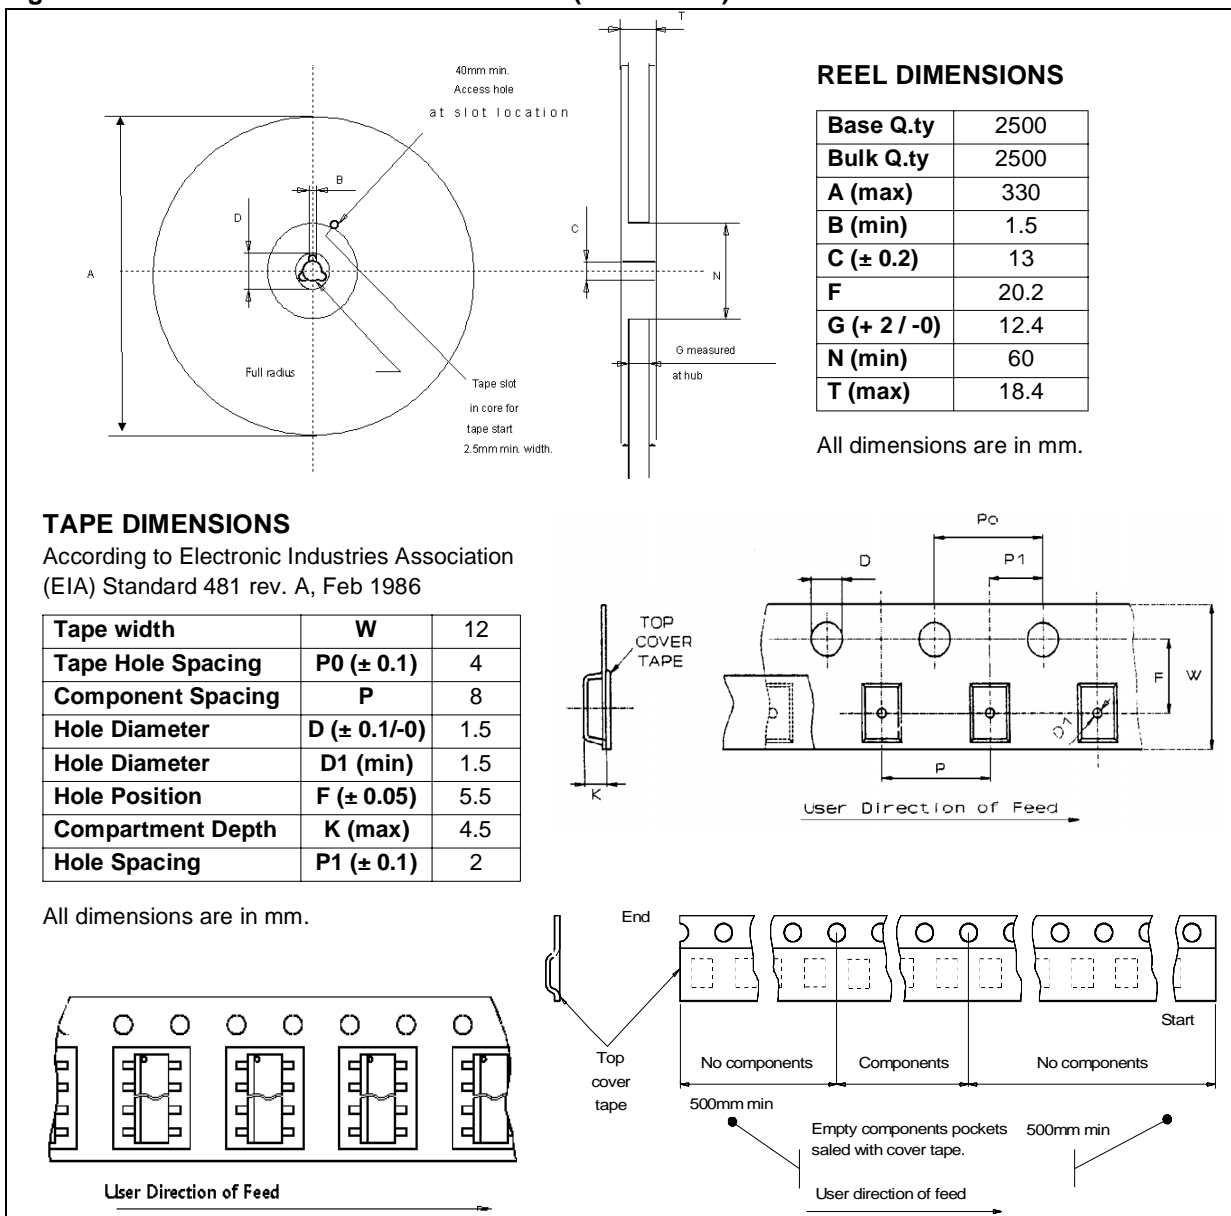 T
40mm min.
Access hole
at slot location
B
D
C
A
N
G measured
at hub
Full radius
Tape slot
in core for
tape start
2.5mm min. width.
REEL DIMENSIONS
Base Q.ty 2500
Bulk Q.ty 2500
A (max) 330
B (min) 1.5
C (± 0.2) 13
F 20.2
G (+ 2 / -0) 12.4
N (min) 60
T (max) 18.4
All dimensions are in mm.
TAPE DIMENSIONS
According to Electronic Industries Association
(EIA) Standard 481 rev. A, Feb 1986
Tape width W 12
Tape Hole Spacing P0 (± 0.1) 4
Component Spacing P 8
Hole Diameter D (± 0.1/-0) 1.5
Hole Diameter D1 (min) 1.5
Hole Position F (± 0.05) 5.5
Compartment Depth K (max) 4.5
Hole Spacing P1 (± 0.1) 2
All dimensions are in mm.
Po
P1
D
TOP
COVER
TAPE
F
W
D1
P
K
User Direction of Feed
End
Start
Top
cover
tape
No components
Components
No components
500mm min
Empty components pockets
saled with cover tape.
500mm min
User direction of feed
User Direction of Feed